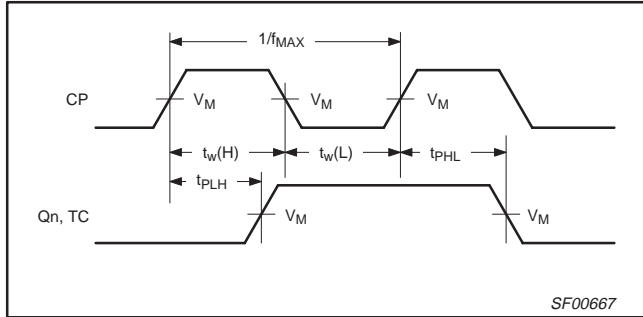 1/fMAX
CP VM VM VM
tw(H) tw(L) tPHL
tPLH
Qn, TC VM VM
SF00667